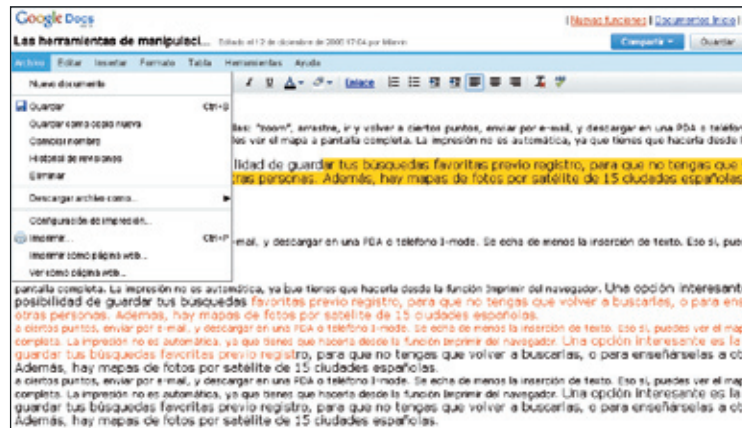 Google Docs
Nuevas funciones | Documentos Inicio |
Las herramientas de manipulaci... Editado el 12 de diciembre de 17:04 por
Compartir Guardar
Archivo Editar Insertar Formato Tabla Herramientas Ayuda
Nuevo documento
Enlace
Guardar Ctrl+S
Guardar como copia nueva
Cambiar nombre
Historial de revisiones
Eliminar
Descargar archivo como...
Configuración de impresión...
Imprimir... Ctrl+P
Imprimir como página web...
Ver como página web...
las: "zoom", arrastre, ir y volver a ciertos puntos, enviar por e-mail, y descargar en una PDA o teléfon
es ver el mapa a pantalla completa. La impresión no es automática, ya que tienes que hacerla desde l
ilidad de guardar tus búsquedas favoritas previo registro, para que no tengas que
tras personas. Además, hay mapas de fotos por satélite de 15 ciudades españolas
-mail, y descargar en una PDA o teléfono I-mode. Se echa de menos la inserción de texto. Eso sí, pued
pantalla completa. La impresión no es automática, ya que tienes que hacerla desde la función Imprimir del navegador. Una opción interesant
posibilidad de guardar tus búsquedas favoritas previo registro, para que no tengas que volver a buscarlas, o para ens
otras personas. Además, hay mapas de fotos por satélite de 15 ciudades españolas.
a ciertos puntos, enviar por e-mail, y descargar en una PDA o teléfono I-mode. Se echa de menos la inserción de texto. Eso sí, puedes ver el map
completa. La impresión no es automática, ya que tienes que hacerla desde la función Imprimir del navegador. Una opción interesante es la
guardar tus búsquedas favoritas previo registro, para que no tengas que volver a buscarlas, o para enseñárselas a ot
Además, hay mapas de fotos por satélite de 15 ciudades españolas.
a ciertos puntos, enviar por e-mail, y descargar en una PDA o teléfono I-mode. Se echa de menos la inserción de texto. Eso sí, puedes ver el map
completa. La impresión no es automática, ya que tienes que hacerla desde la función Imprimir del navegador. Una opción interesante es la
guardar tus búsquedas favoritas previo registro, para que no tengas que volver a buscarlas, o para enseñárselas a ot
Además, hay mapas de fotos por satélite de 15 ciudades españolas.